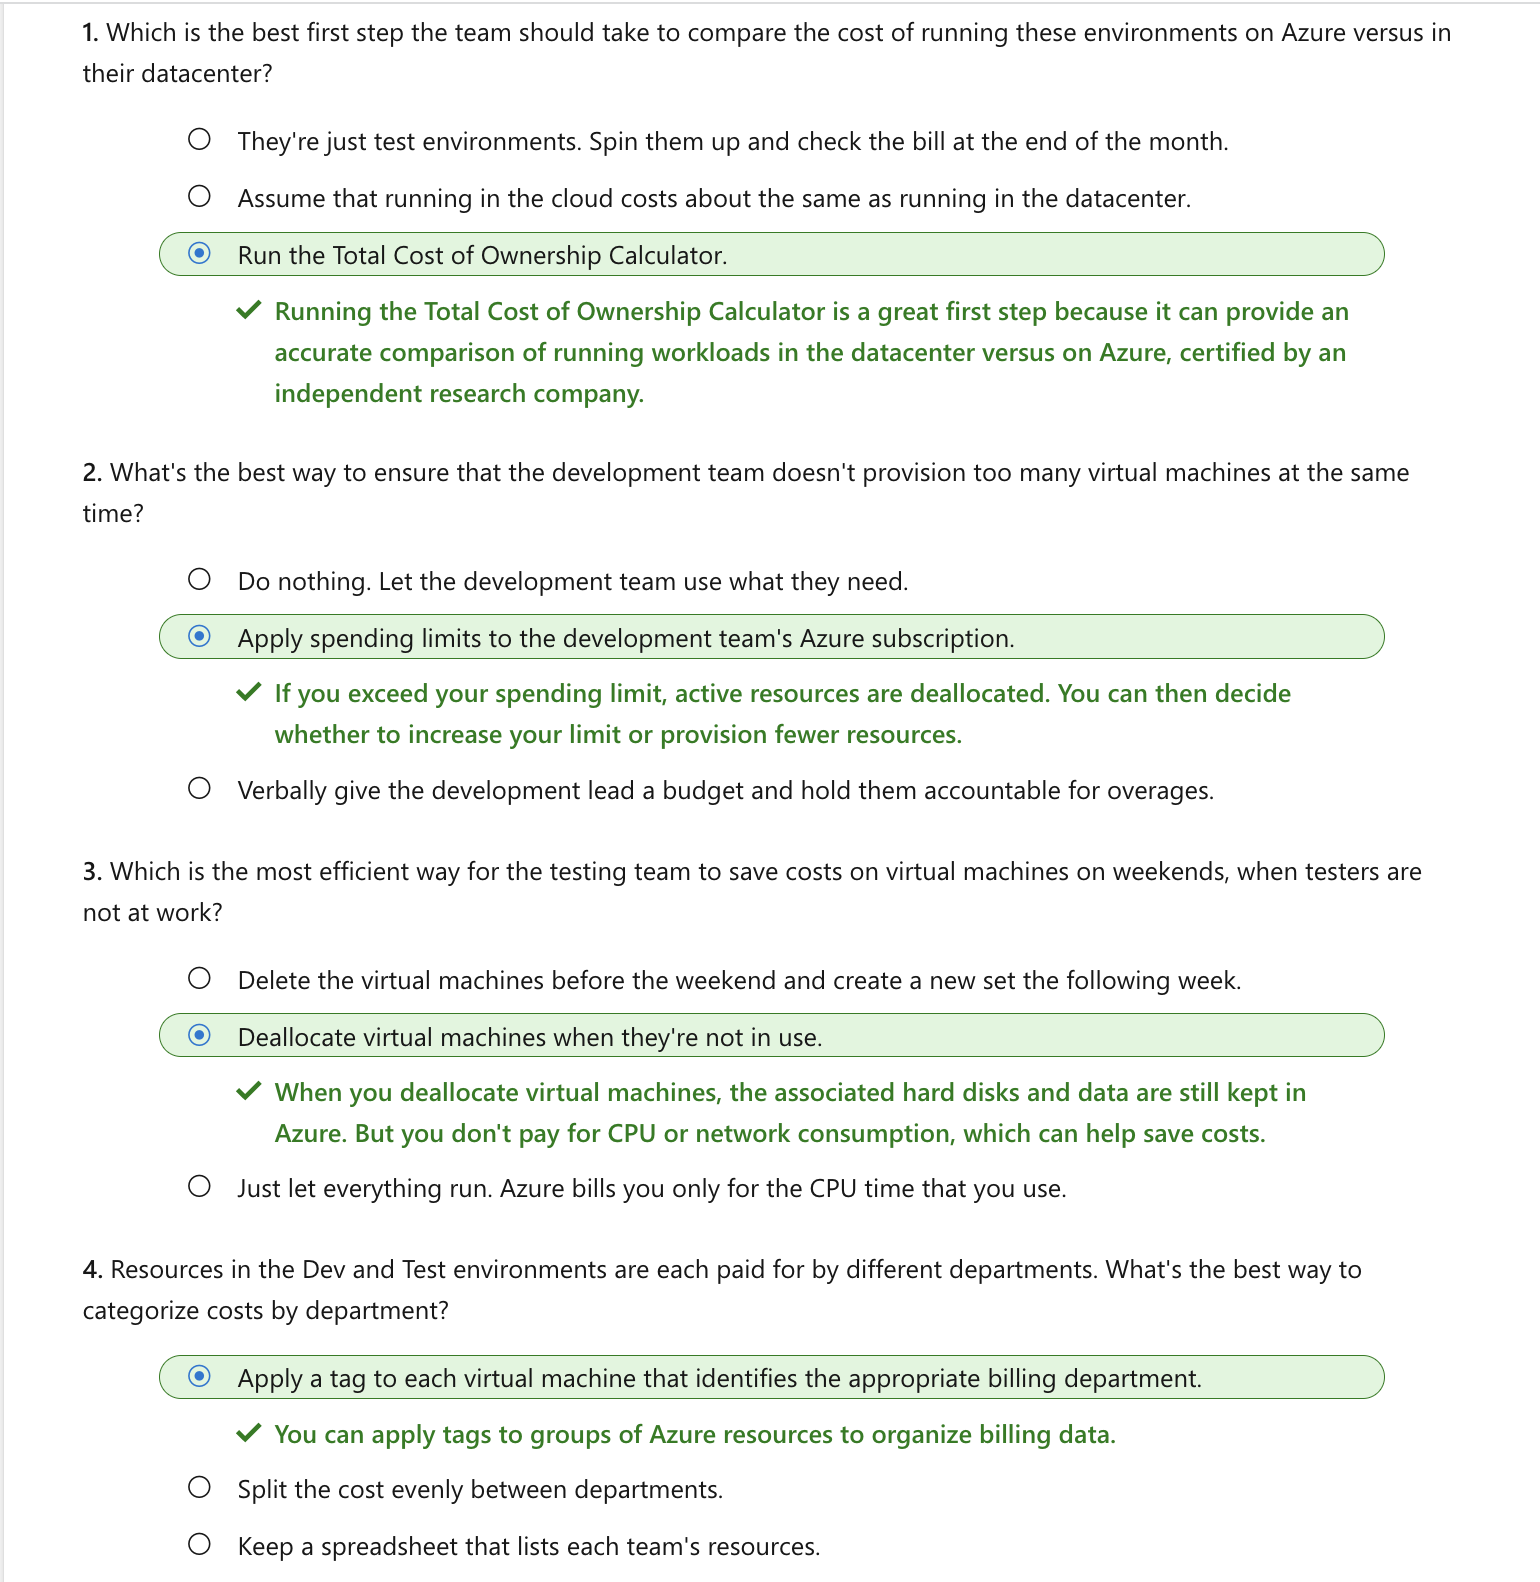 1. Which is the best first step the team should take to compare the cost of running these environments on Azure versus in
their datacenter?
They're just test environments. Spin them up and check the bill at the end of the month.
Assume that running in the cloud costs about the same as running in the datacenter.
Run the Total Cost of Ownership Calculator.
Running the Total Cost of Ownership Calculator is a great first step because it can provide an
accurate comparison of running workloads in the datacenter versus on Azure, certified by an
independent research company.
2. What's the best way to ensure that the development team doesn't provision too many virtual machines at the same
time?
Do nothing. Let the development team use what they need.
Apply spending limits to the development team's Azure subscription.
If you exceed your spending limit, active resources are deallocated. You can then decide
whether to increase your limit or provision fewer resources.
Verbally give the development lead a budget and hold them accountable for overages.
3. Which is the most efficient way for the testing team to save costs on virtual machines on weekends, when testers are
not at work?
Delete the virtual machines before the weekend and create a new set the following week.
Deallocate virtual machines when they're not in use.
When you deallocate virtual machines, the associated hard disks and data are still kept in
Azure. But you don't pay for CPU or network consumption, which can help save costs.
Just let everything run. Azure bills you only for the CPU time that you use.
4. Resources in the Dev and Test environments are each paid for by different departments. What's the best way to
categorize costs by department?
Apply a tag to each virtual machine that identifies the appropriate billing department.
You can apply tags to groups of Azure resources to organize billing data.
Split the cost evenly between departments.
Keep a spreadsheet that lists each team's resources.